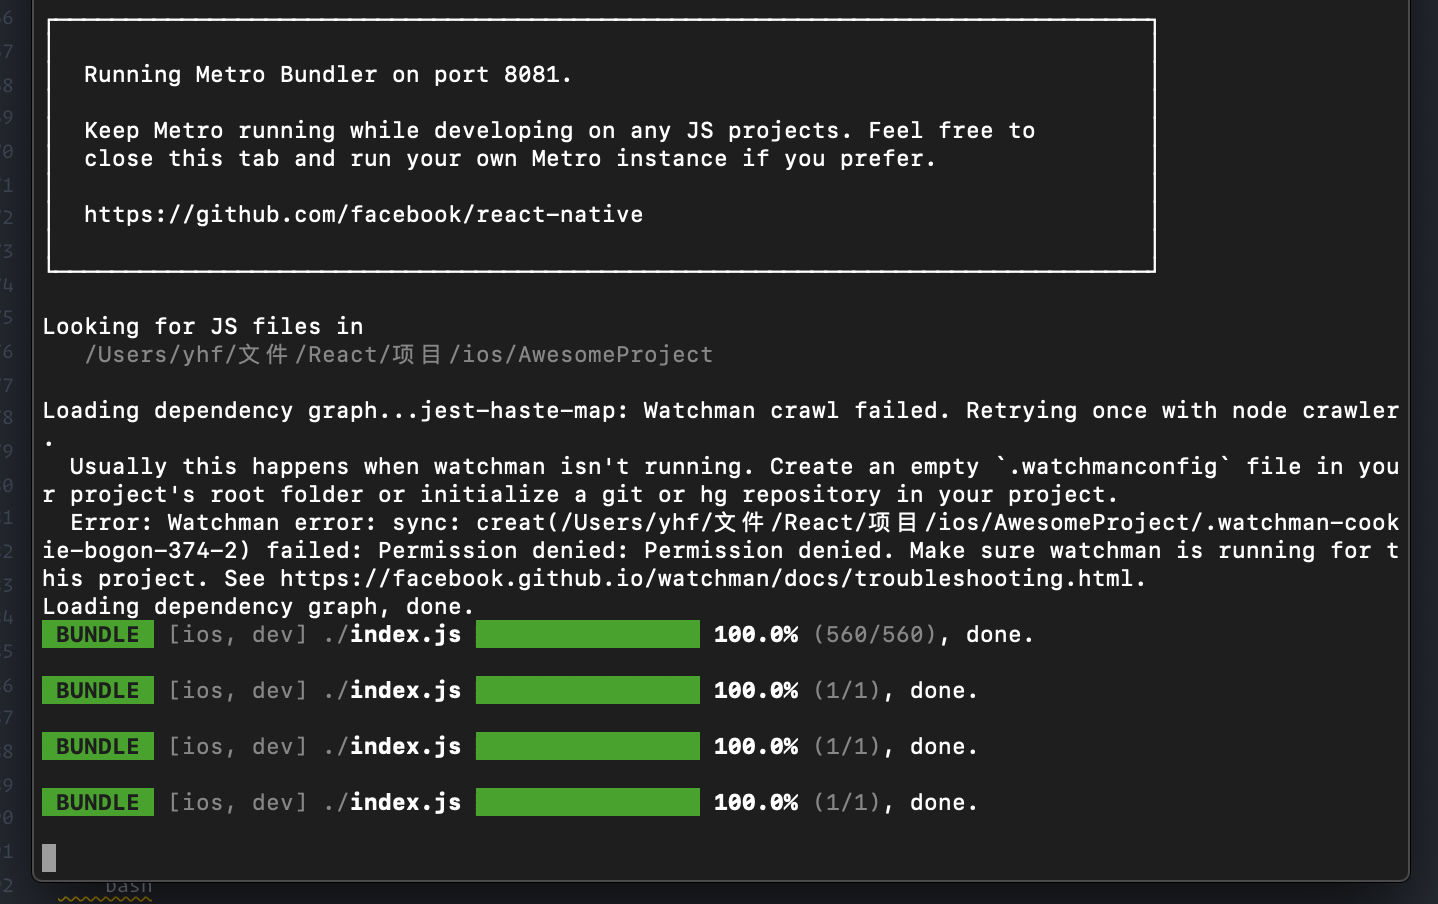 Running Metro Bundler on port 8081.
Keep Metro running while developing on any JS projects. Feel free to
close this tab and run your own Metro instance if you prefer.
https://github.com/facebook/react-native
Looking for JS files in
/Users/yhf/文件/React/项目/ios/AwesomeProject
Loading dependency graph...jest-haste-map: Watchman crawl failed. Retrying once with node crawler
.
Usually this happens when watchman isn't running. Create an empty `.watchmanconfig` file in you
r project's root folder or initialize a git or hg repository in your project.
Error: Watchman error: sync: creat(/Users/yhf/文件/React/项目/ios/AwesomeProject/.watchman-cook
ie-bogon-374-2) failed: Permission denied: Permission denied. Make sure watchman is running for t
his project. See https://facebook.github.io/watchman/docs/troubleshooting.html.
Loading dependency graph, done.
BUNDLE [ios, dev] ./index.js 100.0% (560/560), done.
BUNDLE [ios, dev] ./index.js 100.0% (1/1), done.
BUNDLE [ios, dev] ./index.js 100.0% (1/1), done.
BUNDLE [ios, dev] ./index.js 100.0% (1/1), done.
bash